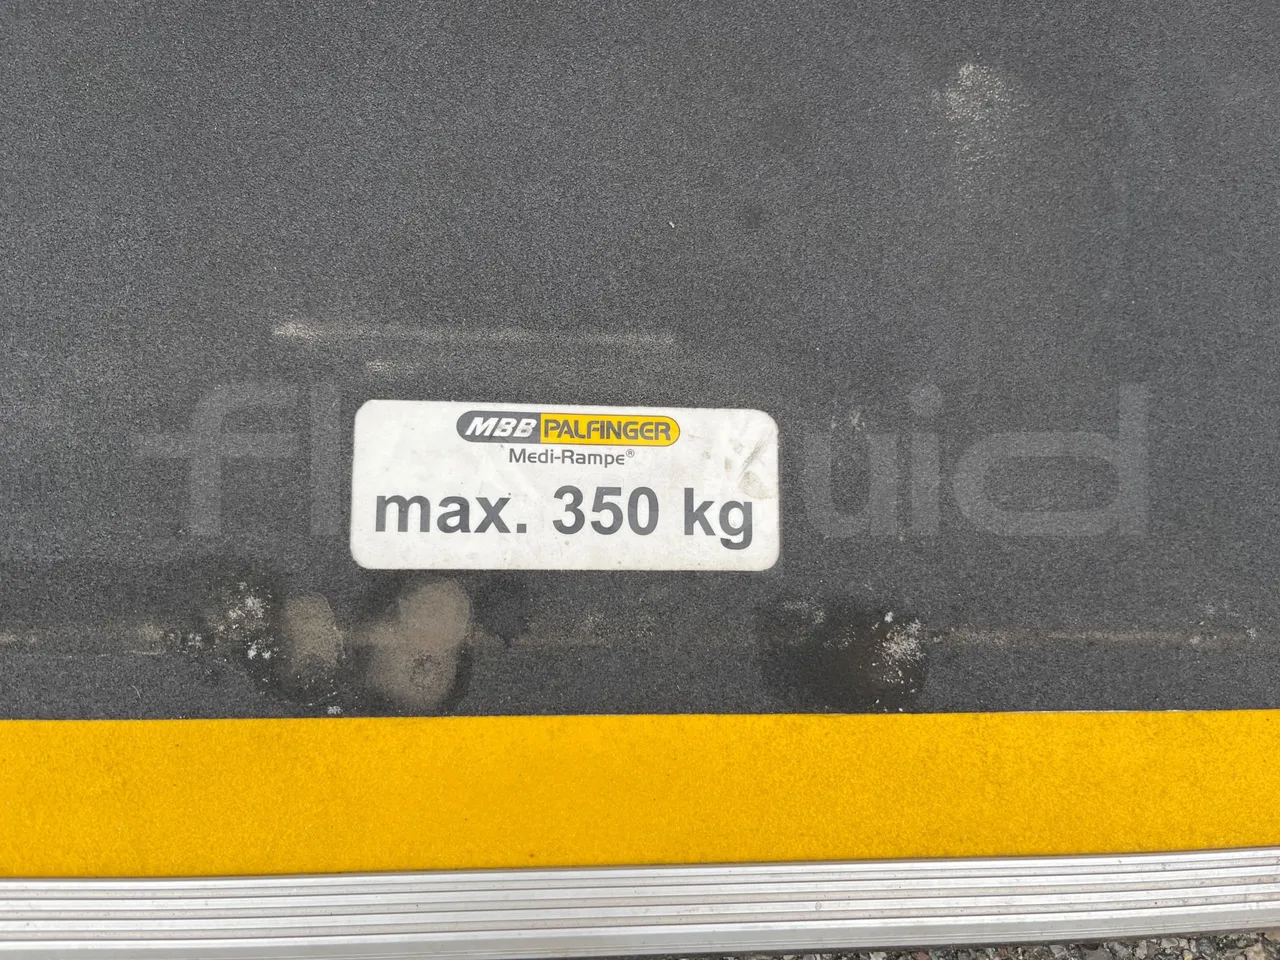 MBB PALFINGER
Medi-Rampe®
max. 350 kg